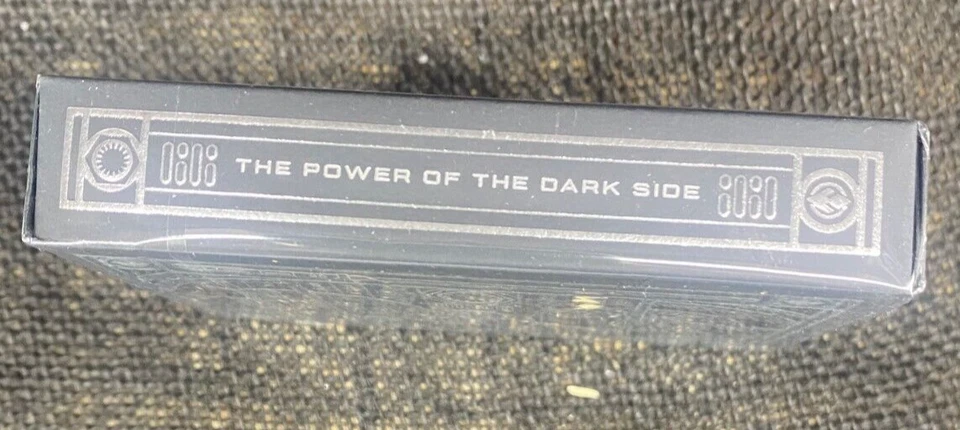 THE POWER OF THE DARK SIDE